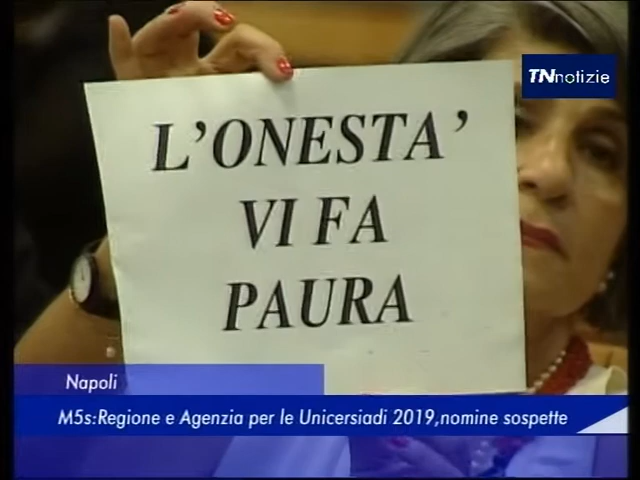 TNnotizie
L'ONESTA'
VI FA
PAURA
Napoli
M5s:Regione e Agenzia per le Unicersiadi 2019,nomine sospette